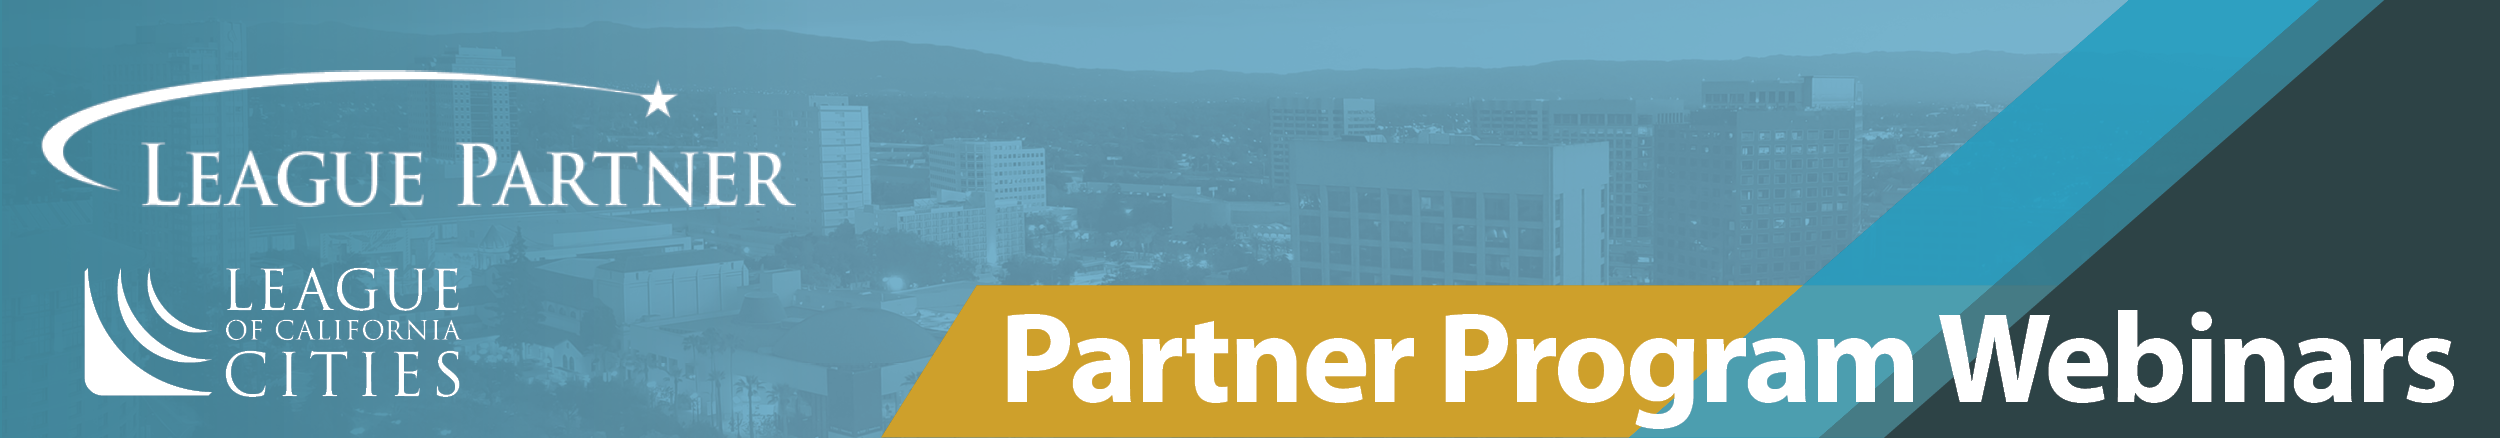 LEAGUE PARTNER
LEAGUE
OF CALIFORNIA
CITIES
Partner Program Webinars